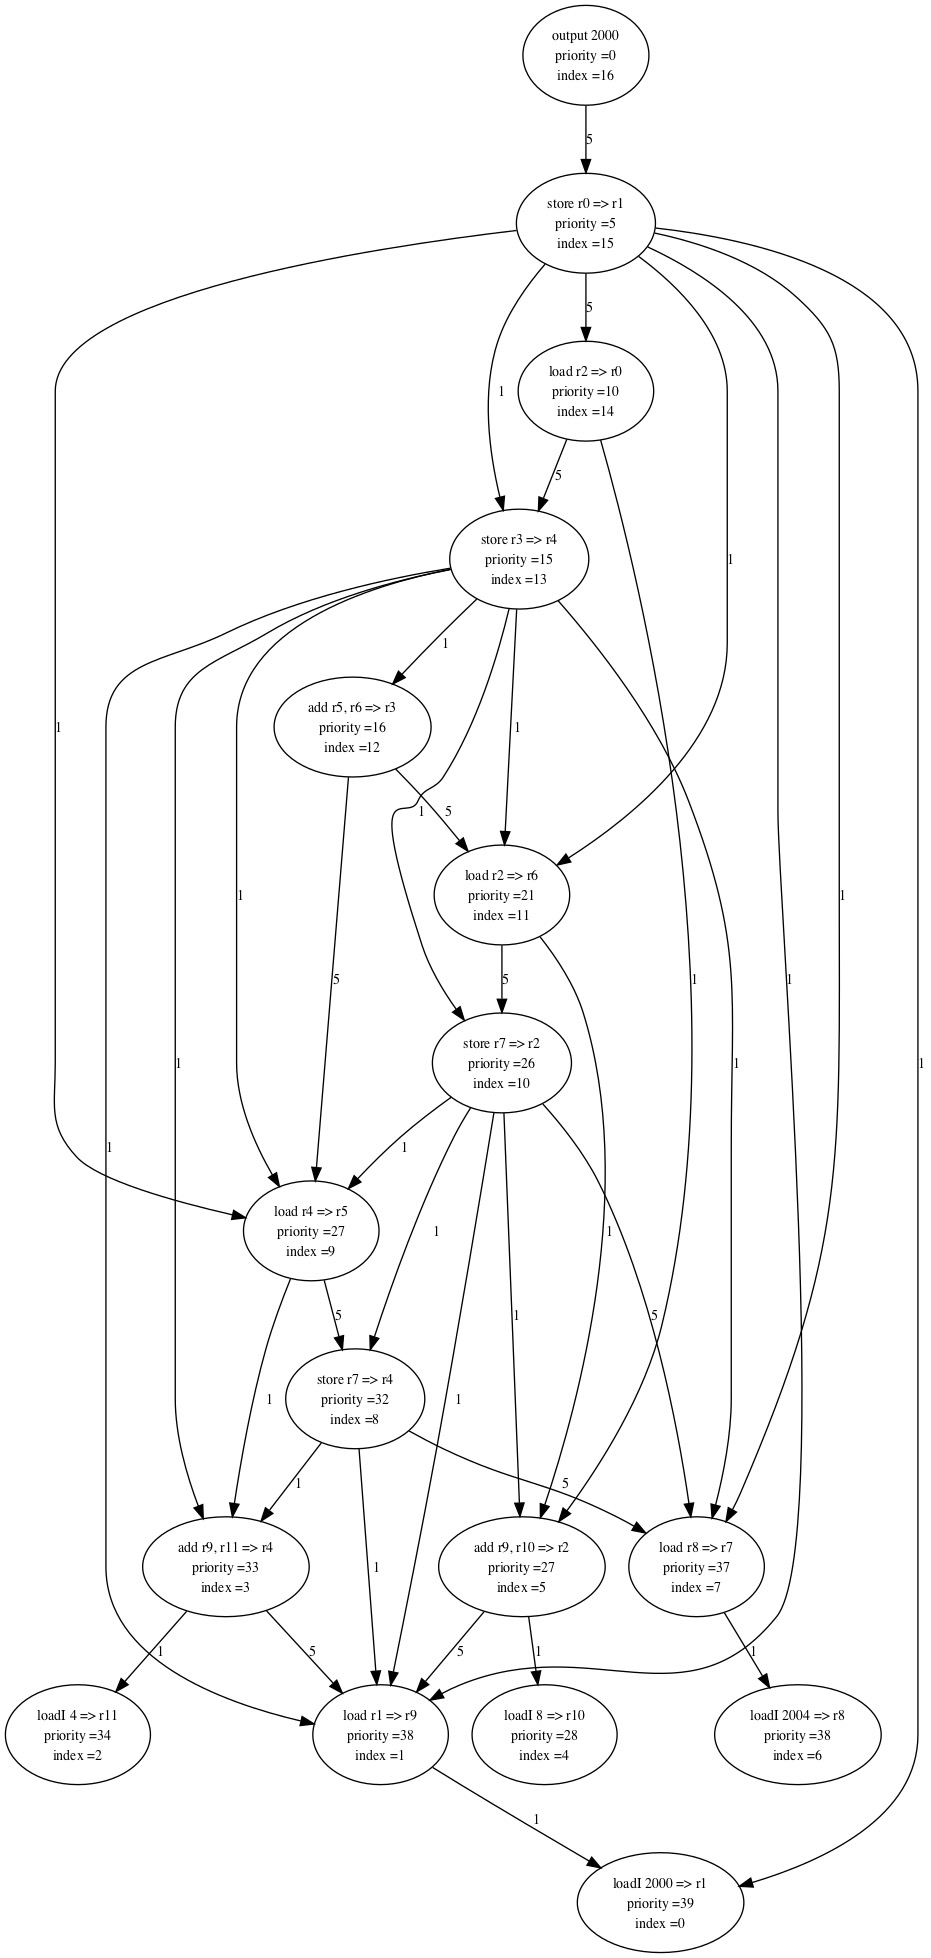 output 2000
priority =0
index =16
5
store r0 => r1
priority =5
index =15
5
load r2 => r0
priority =10
index =14
1
5
store r3 => r4
priority =15
index =13
1
1
add r5, r6 => r3
priority =16
index =12
1
1
1
5
load r2 => r6
priority =21
index =11
1
1
5
5
1
1
store r7 => r2
priority =26
index =10
1
1
1
1
1
load r4 => r5
priority =27
index =9
1
1
5
1
5
store r7 => r4
priority =32
index =8
1
1
1
5
add r9, r11 => r4
priority =33
index =3
1
add r9, r10 => r2
priority =27
index =5
load r8 => r7
priority =37
index =7
1
5
5
1
1
loadI 4 => r11
priority =34
index =2
load r1 => r9
priority =38
index =1
loadI 8 => r10
priority =28
index =4
loadI 2004 => r8
priority =38
index =6
1
loadI 2000 => r1
priority =39
index =0